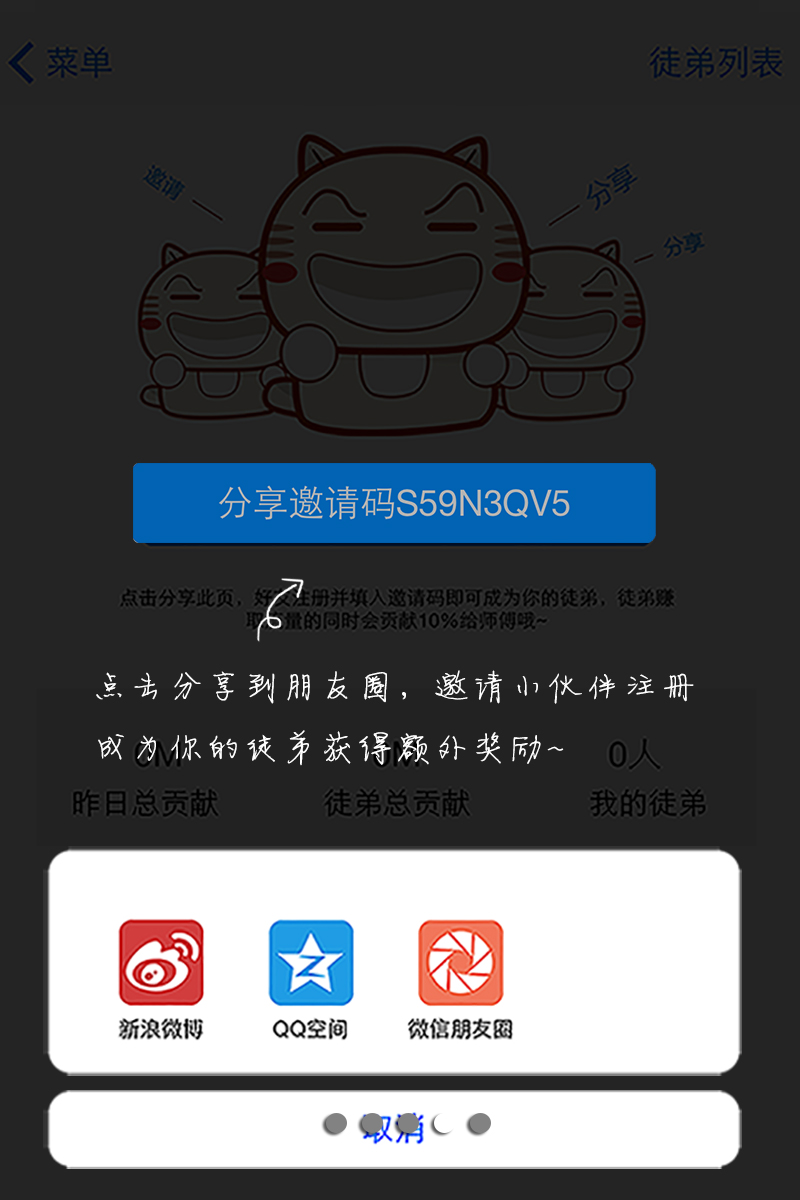 菜单
徒弟列表
邀请
分享
分享
分享邀请码S59N3QV5
点击分享此页，好友注册并填入邀请码即可成为你的徒弟，徒弟赚
取流量的同时会贡献10%给师傅哦~
点击分享到朋友圈，邀请小伙伴注册
成为你的徒弟获得额外奖励~
0M
0M
0人
昨日总贡献
徒弟总贡献
我的徒弟
新浪微博
QQ空间
微信朋友圈
取消